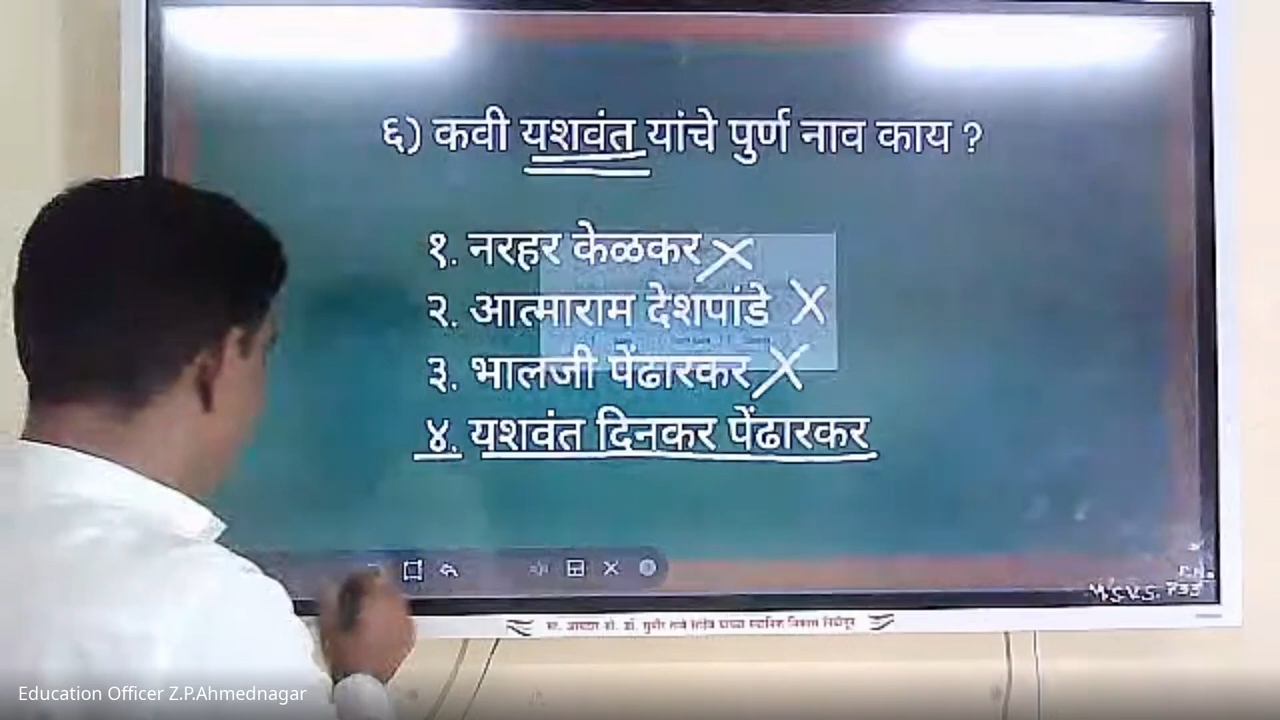 ६) कवी यशवंत यांचे पुर्ण नाव काय ?
१. नरहर केळकर
२. आत्माराम देशपांडे
३. भालजी पेंढारकर
४. यशवंत दिनकर पेंढारकर
M.S.V.S.
Education Officer Z.P.Ahmednagar